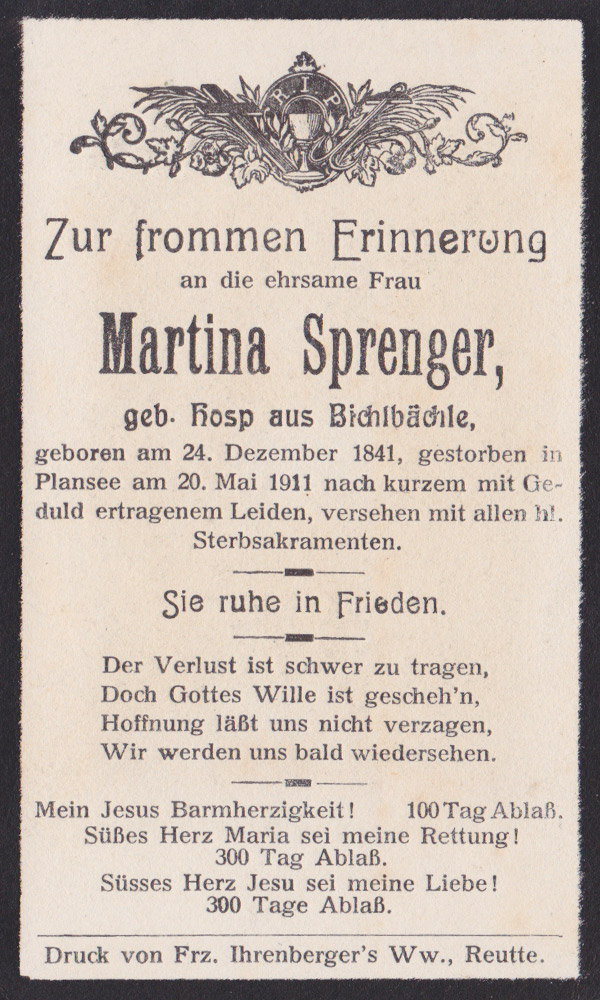 R I P
Zur frommen Erinnerung
an die ehrsame Frau
Martina Sprenger,
geb. Hosp aus Bichlbächle,
geboren am 24. Dezember 1841, gestorben in
Plansee am 20. Mai 1911 nach kurzem mit Ge-
duld ertragenem Leiden, versehen mit allen hl.
Sterbsakramenten.
Sie ruhe in Frieden.
Der Verlust ist schwer zu tragen,
Doch Gottes Wille ist gescheh'n,
Hoffnung läßt uns nicht verzagen,
Wir werden uns bald wiedersehen.
Mein Jesus Barmherzigkeit! 100 Tag Ablaß.
Süßes Herz Maria sei meine Rettung!
300 Tag Ablaß.
Süsses Herz Jesu sei meine Liebe!
300 Tage Ablaß.
Druck von Frz. Ihrenberger's Ww., Reutte.